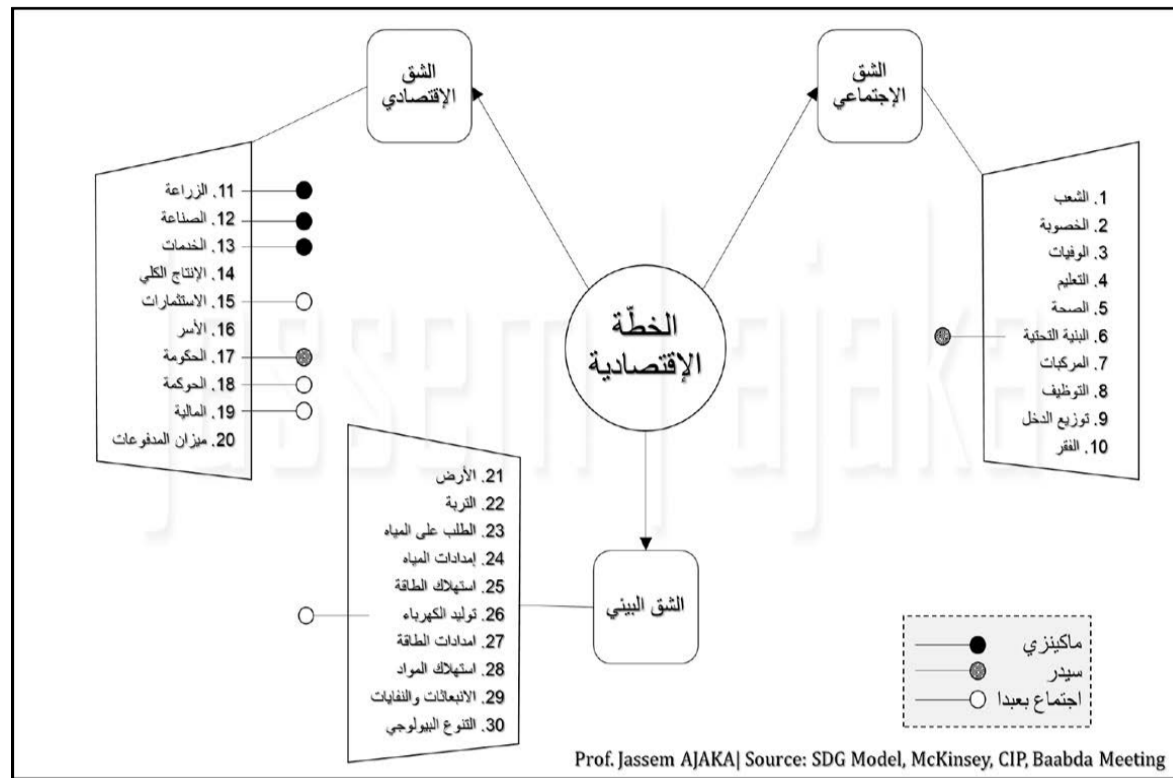 الشق
الإجتماعي
الشق
الإقتصادي
1. الشعب
2. الخصوبة
3. الوفيات
4. التعليم
5. الصحة
6. البنية التحتية
7. المركبات
8. التوظيف
9. توزيع الدخل
10. الفقر
الخطّة
الإقتصادية
11. الزراعة
12. الصناعة
13. الخدمات
14. الإنتاج الكلي
15. الاستثمارات
16. الأسر
17. الحكومة
18. الحوكمة
19. المالية
20. ميزان المدفوعات
الشق البيئي
21. الأرض
22. التربة
23. الطلب على المياه
24. إمدادات المياه
25. استهلاك الطاقة
26. توليد الكهرباء
27. امدادات الطاقة
28. استهلاك المواد
29. الانبعاثات والنفايات
30. التنوع البيولوجي
ماكينزي
سيدر
اجتماع بعبدا
jassem ajaka
Prof. Jassem AJAKA| Source: SDG Model, McKinsey, CIP, Baabda Meeting